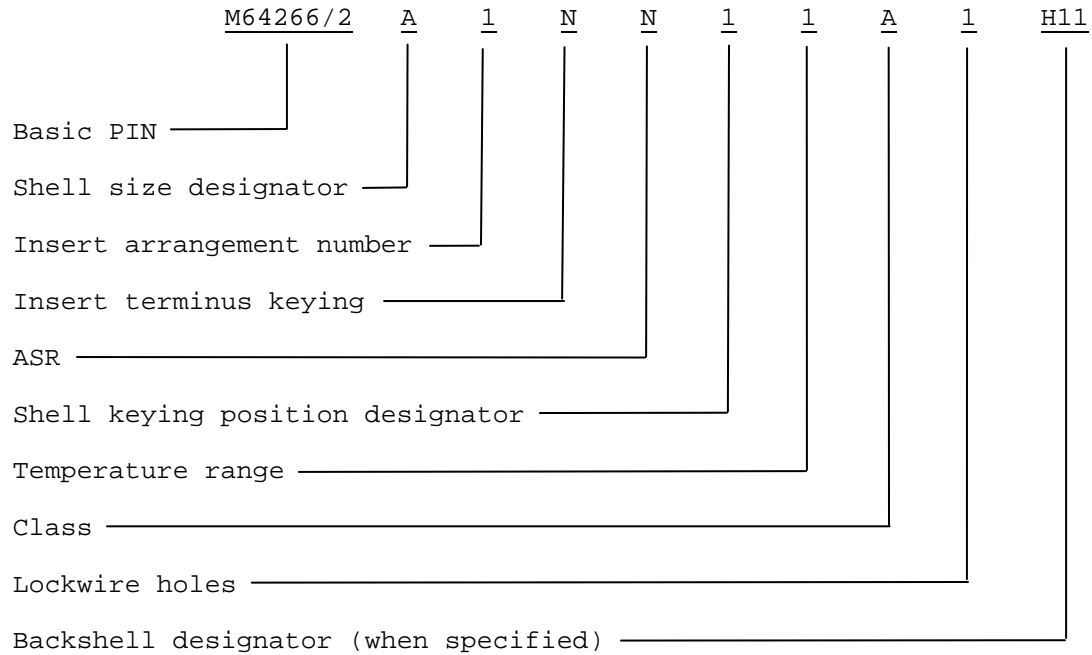 M64266/2 A 1 N N 1 1 A 1 H11
Basic PIN
Shell size designator
Insert arrangement number
Insert terminus keying
ASR
Shell keying position designator
Temperature range
Class
Lockwire holes
Backshell designator (when specified)